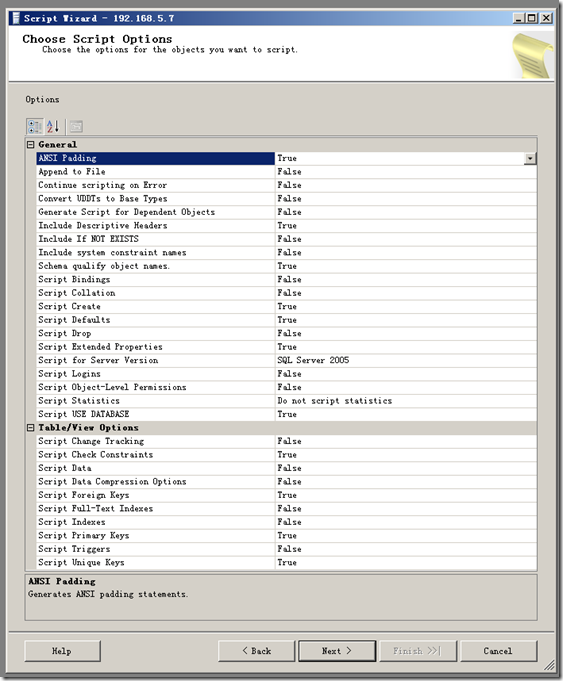 Script Wizard - 192.168.5.7
Choose Script Options
Choose the options for the objects you want to script.
Options
General
ANSI Padding True
Append to File False
Continue scripting on Error False
Convert UDDTs to Base Types False
Generate Script for Dependent Objects False
Include Descriptive Headers True
Include If NOT EXISTS False
Include system constraint names False
Schema qualify object names. True
Script Bindings False
Script Collation False
Script Create True
Script Defaults True
Script Drop False
Script Extended Properties True
Script for Server Version SQL Server 2005
Script Logins False
Script Object-Level Permissions False
Script Statistics Do not script statistics
Script USE DATABASE True
Table/View Options
Script Change Tracking False
Script Check Constraints True
Script Data False
Script Data Compression Options False
Script Foreign Keys True
Script Full-Text Indexes False
Script Indexes False
Script Primary Keys True
Script Triggers False
Script Unique Keys True
ANSI Padding
Generates ANSI padding statements.
Help < Back Next > Finish >>| Cancel